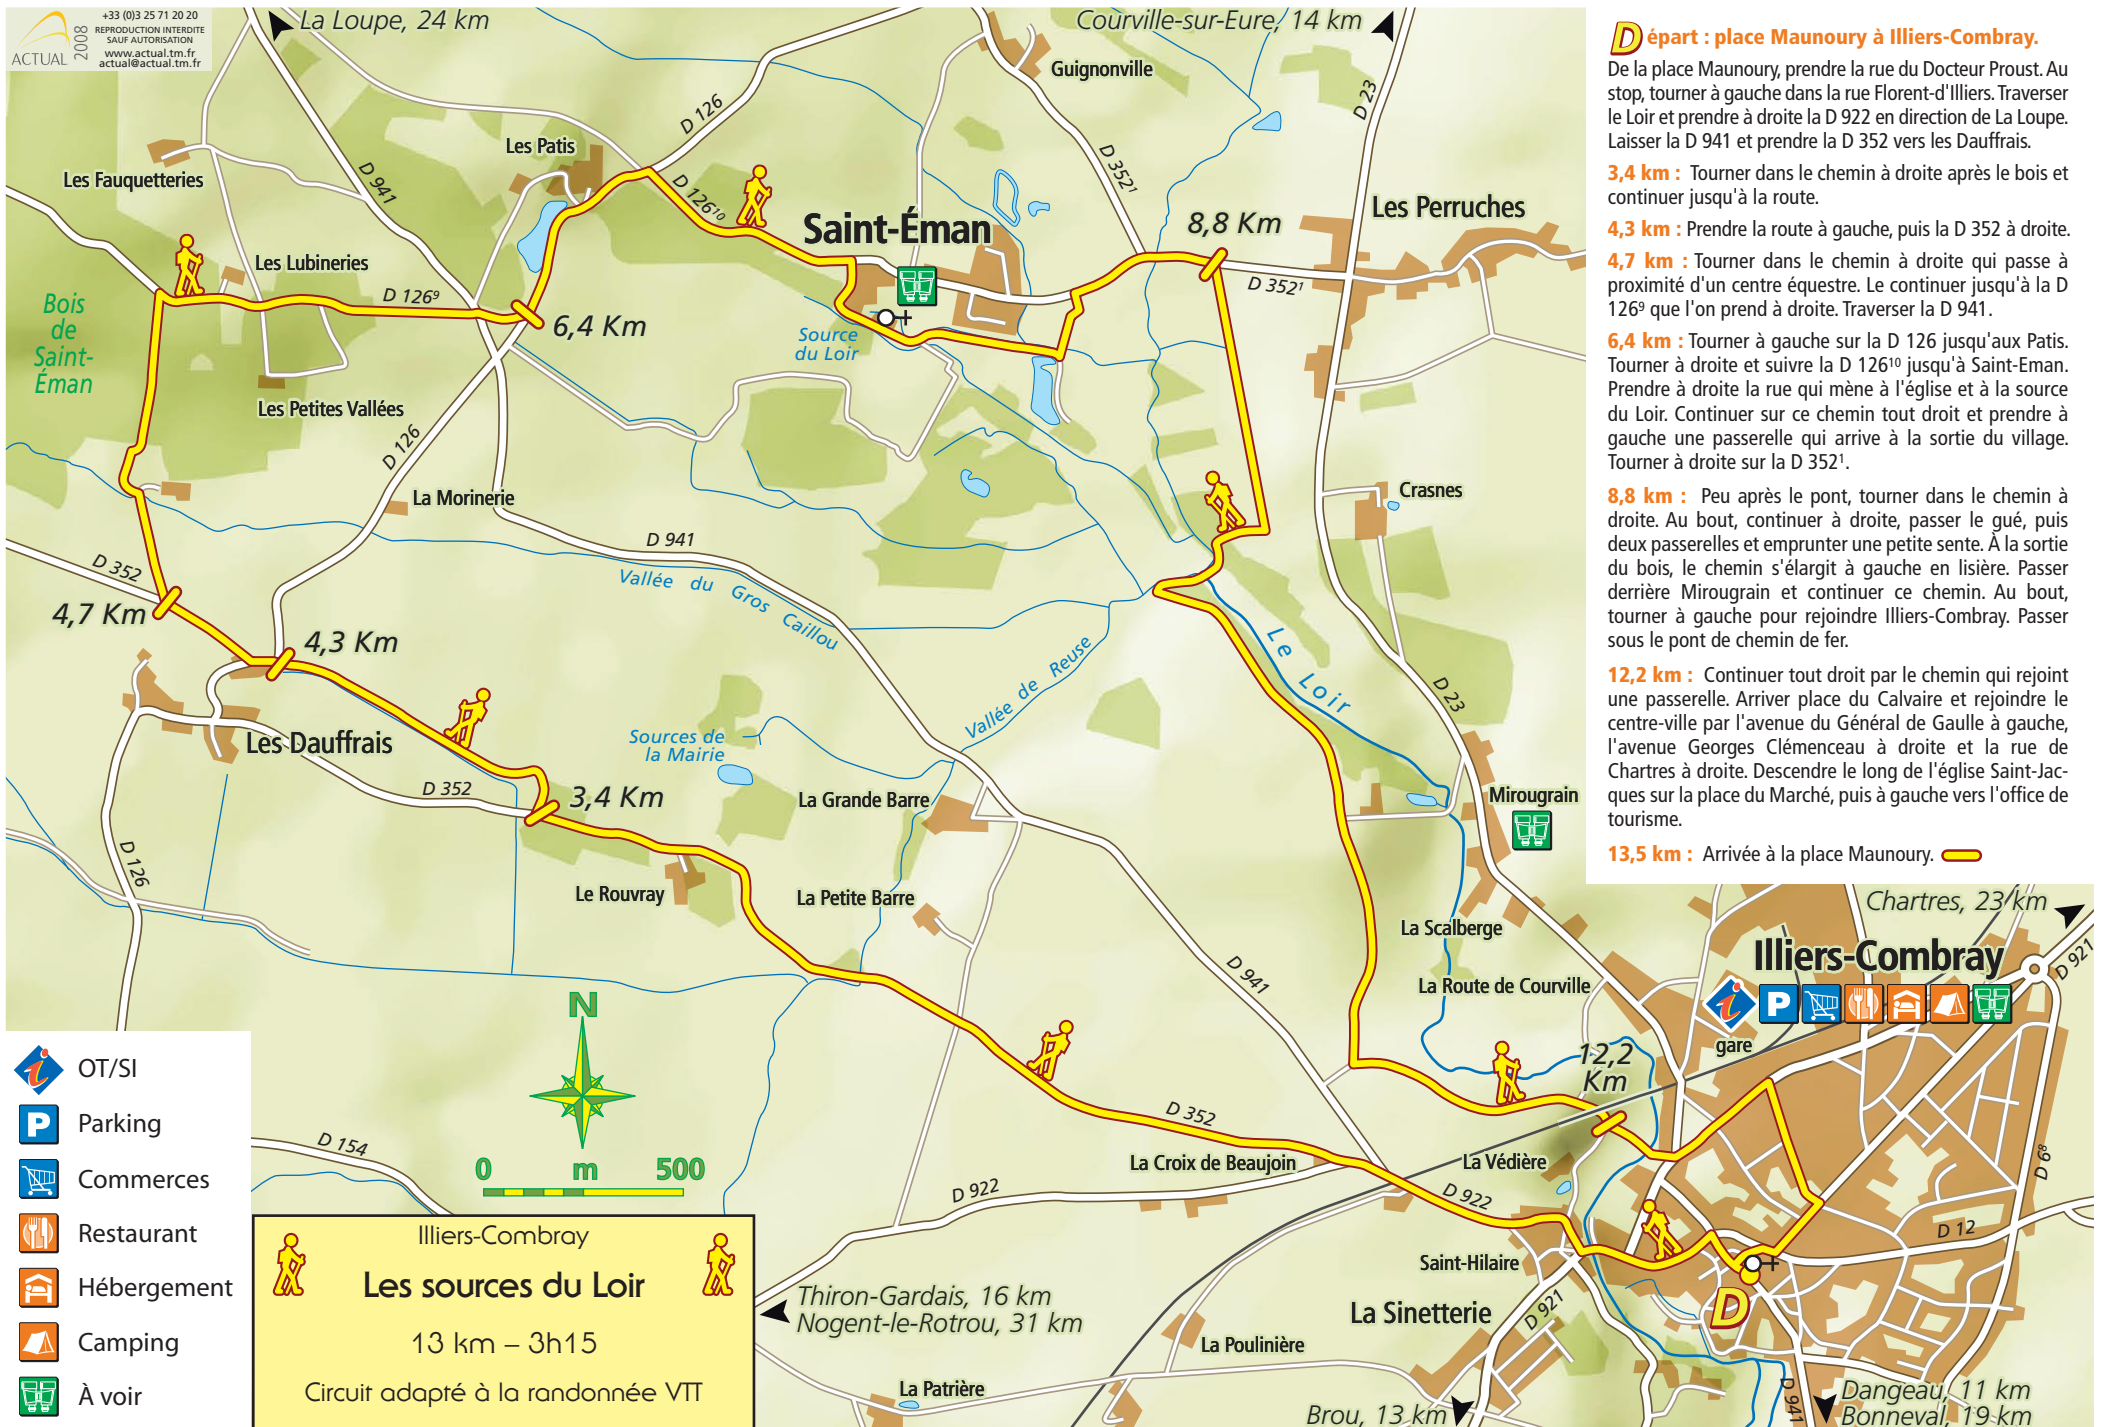 ACTUAL 2008
+33 (0)3 25 71 20 20
REPRODUCTION INTERDITE
SAUF AUTORISATION
www.actual.tm.fr
actual@actual.tm.fr
La Loupe, 24 km
Courville-sur-Eure, 14 km
Guignonville
D 23
D 126
Les Patis
D 352¹
D 941
Les Fauquetteries
D 126¹⁰
Saint-Éman
8,8 Km
Les Perruches
Les Lubineries
D 126⁹
D 352¹
Bois
de
Saint-
Éman
6,4 Km
Source
du Loir
Les Petites Vallées
D 126
La Morinerie
Crasnes
D 941
D 352
Vallée du Gros Caillou
4,7 Km
4,3 Km
Le Loir
Vallée de Reuse
D 23
Les Dauffrais
Sources de
la Mairie
D 352
3,4 Km
La Grande Barre
Mirougrain
D 126
Le Rouvray
La Petite Barre
La Scalberge
D 941
La Route de Courville
Chartres, 23 km
Illiers-Combray
D 921
P
gare
12,2
Km
N
0 m 500
D 352
La Croix de Beaujoin
La Védière
D 154
D 922
D 922
D 6⁸
D 12
Saint-Hilaire
La Sinetterie
D 921
D
Thiron-Gardais, 16 km
Nogent-le-Rotrou, 31 km
La Poulinière
La Patrière
Brou, 13 km
D 941
Dangeau, 11 km
Bonneval, 19 km
i OT/SI
P Parking
Commerces
Restaurant
Hébergement
Camping
À voir
Illiers-Combray
Les sources du Loir
13 km – 3h15
Circuit adapté à la randonnée VTT
Départ : place Maunoury à Illiers-Combray.
De la place Maunoury, prendre la rue du Docteur Proust. Au
stop, tourner à gauche dans la rue Florent-d'Illiers. Traverser
le Loir et prendre à droite la D 922 en direction de La Loupe.
Laisser la D 941 et prendre la D 352 vers les Dauffrais.
3,4 km : Tourner dans le chemin à droite après le bois et
continuer jusqu'à la route.
4,3 km : Prendre la route à gauche, puis la D 352 à droite.
4,7 km : Tourner dans le chemin à droite qui passe à
proximité d'un centre équestre. Le continuer jusqu'à la D
126⁹ que l'on prend à droite. Traverser la D 941.
6,4 km : Tourner à gauche sur la D 126 jusqu'aux Patis.
Tourner à droite et suivre la D 126¹⁰ jusqu'à Saint-Eman.
Prendre à droite la rue qui mène à l'église et à la source
du Loir. Continuer sur ce chemin tout droit et prendre à
gauche une passerelle qui arrive à la sortie du village.
Tourner à droite sur la D 352¹.
8,8 km : Peu après le pont, tourner dans le chemin à
droite. Au bout, continuer à droite, passer le gué, puis
deux passerelles et emprunter une petite sente. À la sortie
du bois, le chemin s'élargit à gauche en lisière. Passer
derrière Mirougrain et continuer ce chemin. Au bout,
tourner à gauche pour rejoindre Illiers-Combray. Passer
sous le pont de chemin de fer.
12,2 km : Continuer tout droit par le chemin qui rejoint
une passerelle. Arriver place du Calvaire et rejoindre le
centre-ville par l'avenue du Général de Gaulle à gauche,
l'avenue Georges Clémenceau à droite et la rue de
Chartres à droite. Descendre le long de l'église Saint-Jac-
ques sur la place du Marché, puis à gauche vers l'office de
tourisme.
13,5 km : Arrivée à la place Maunoury.